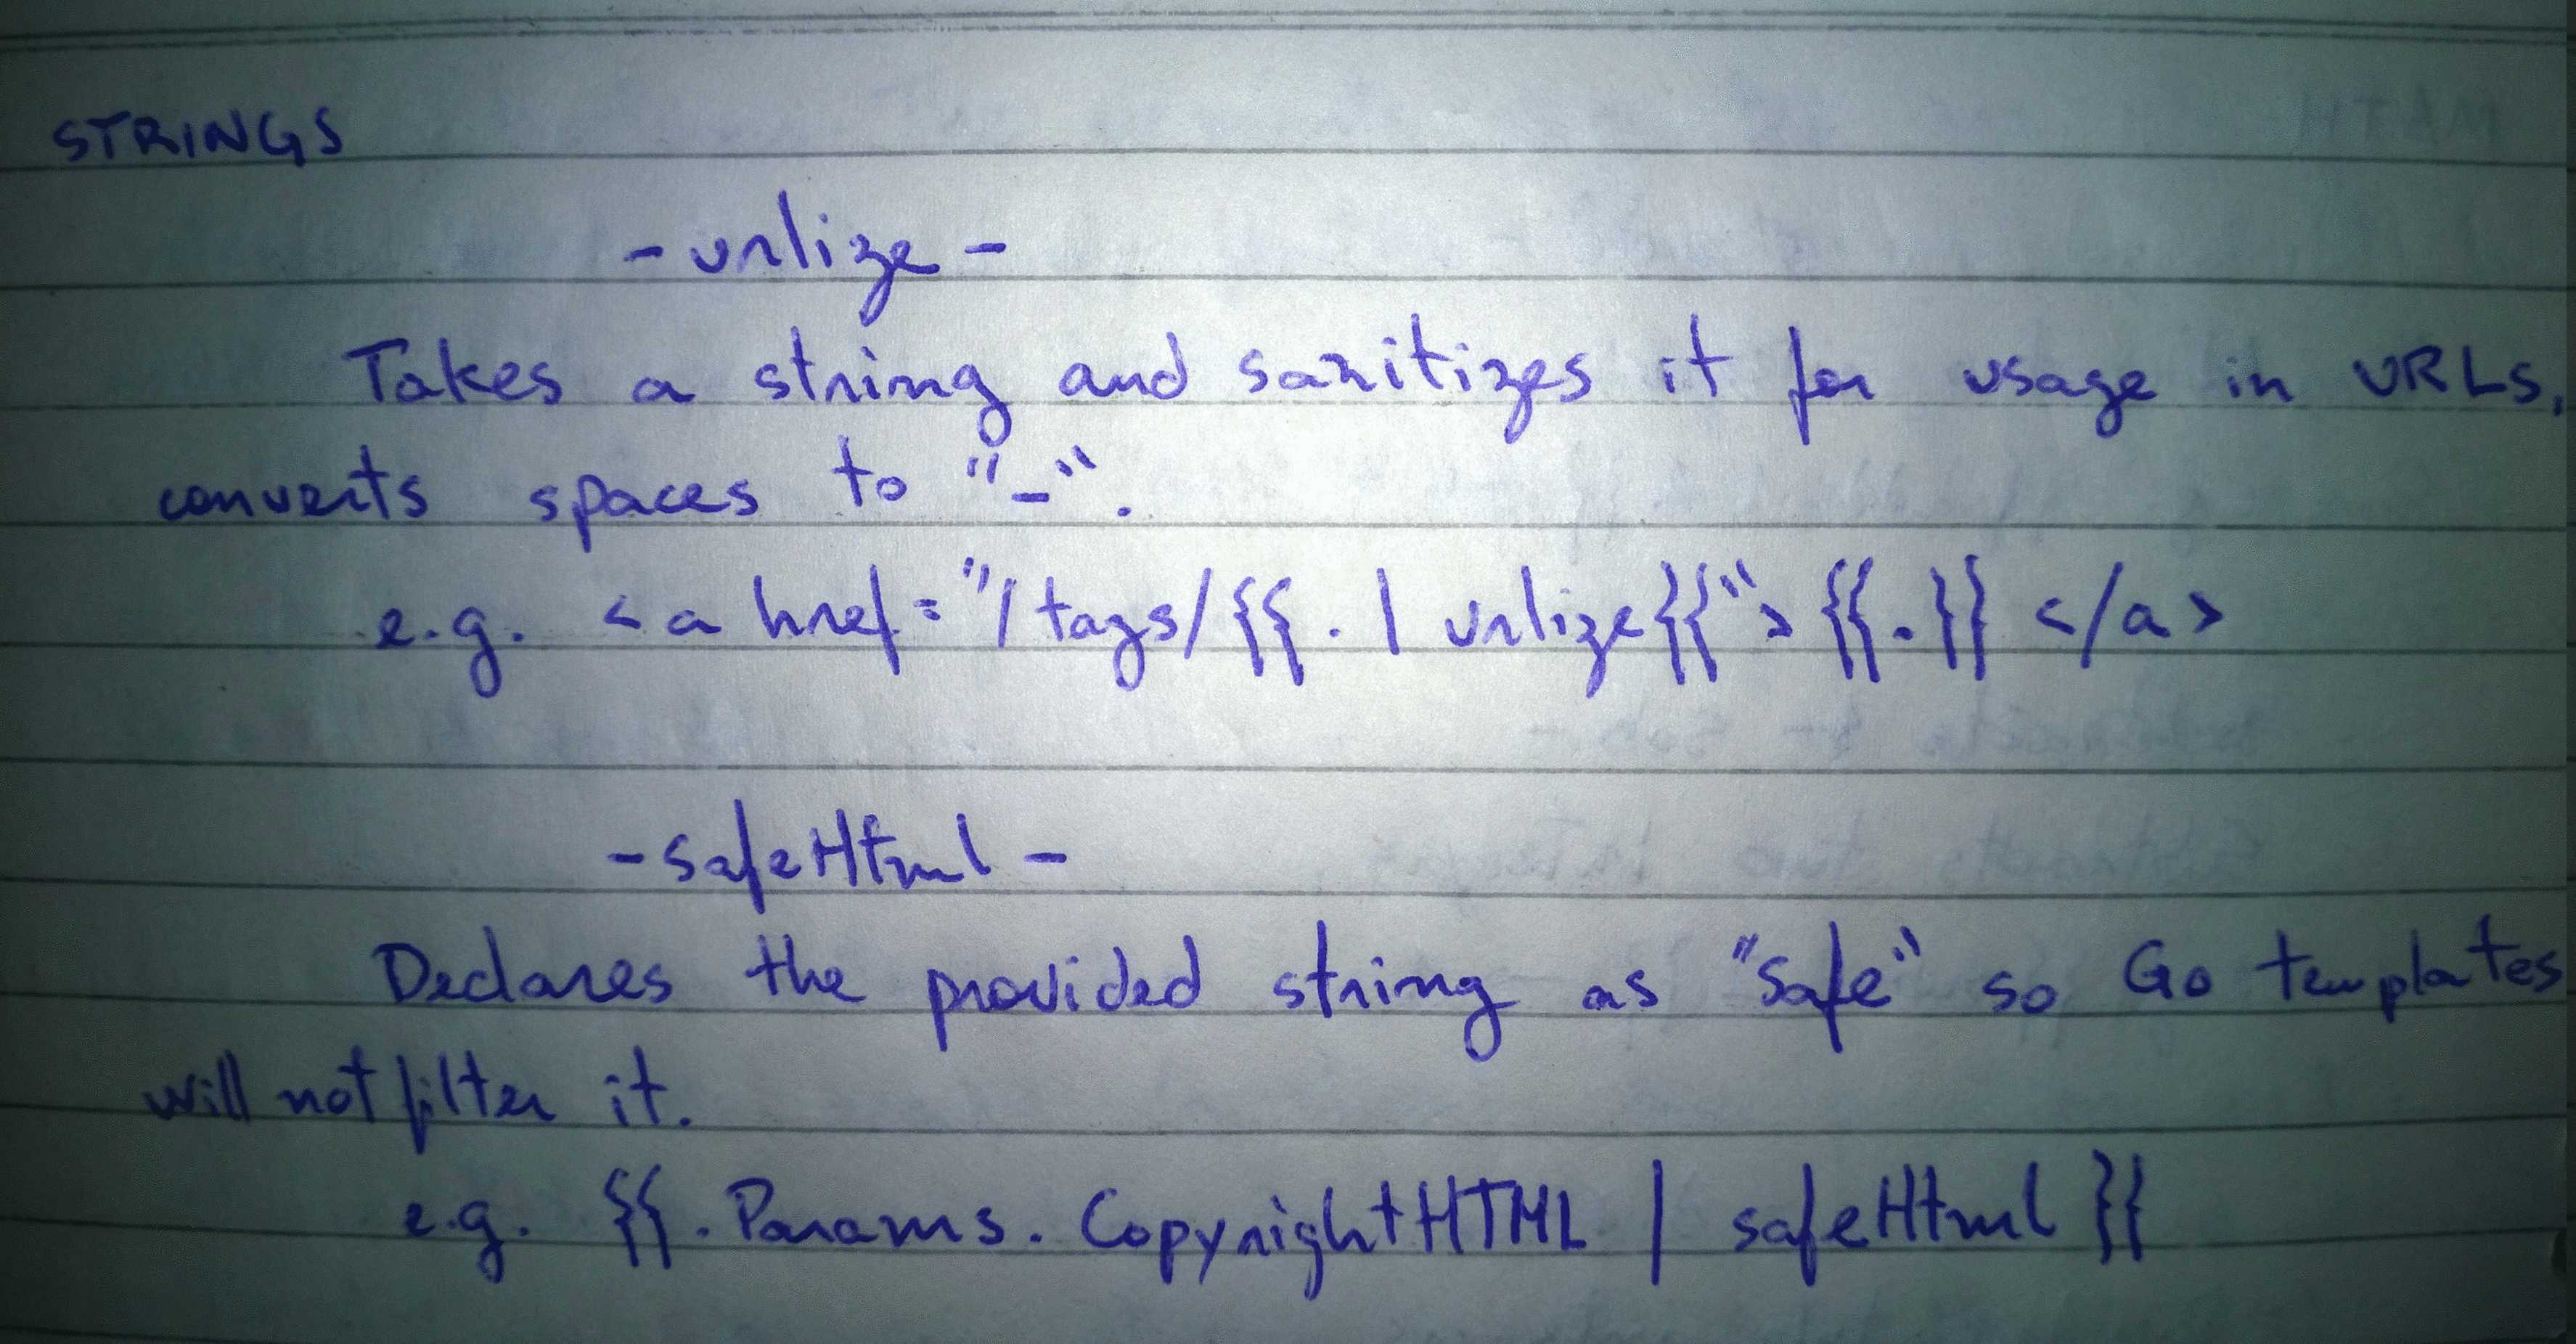 STRINGS
- urlize -
Takes a string and sanitizes it for usage in URLs,
converts spaces to "-".
e.g. <a href="/tags/{{. | urlize}}">{{.}}</a>
- safeHtml -
Declares the provided string as "safe" so Go templates
will not filter it.
e.g. {{.Params.CopyrightHTML | safeHtml}}